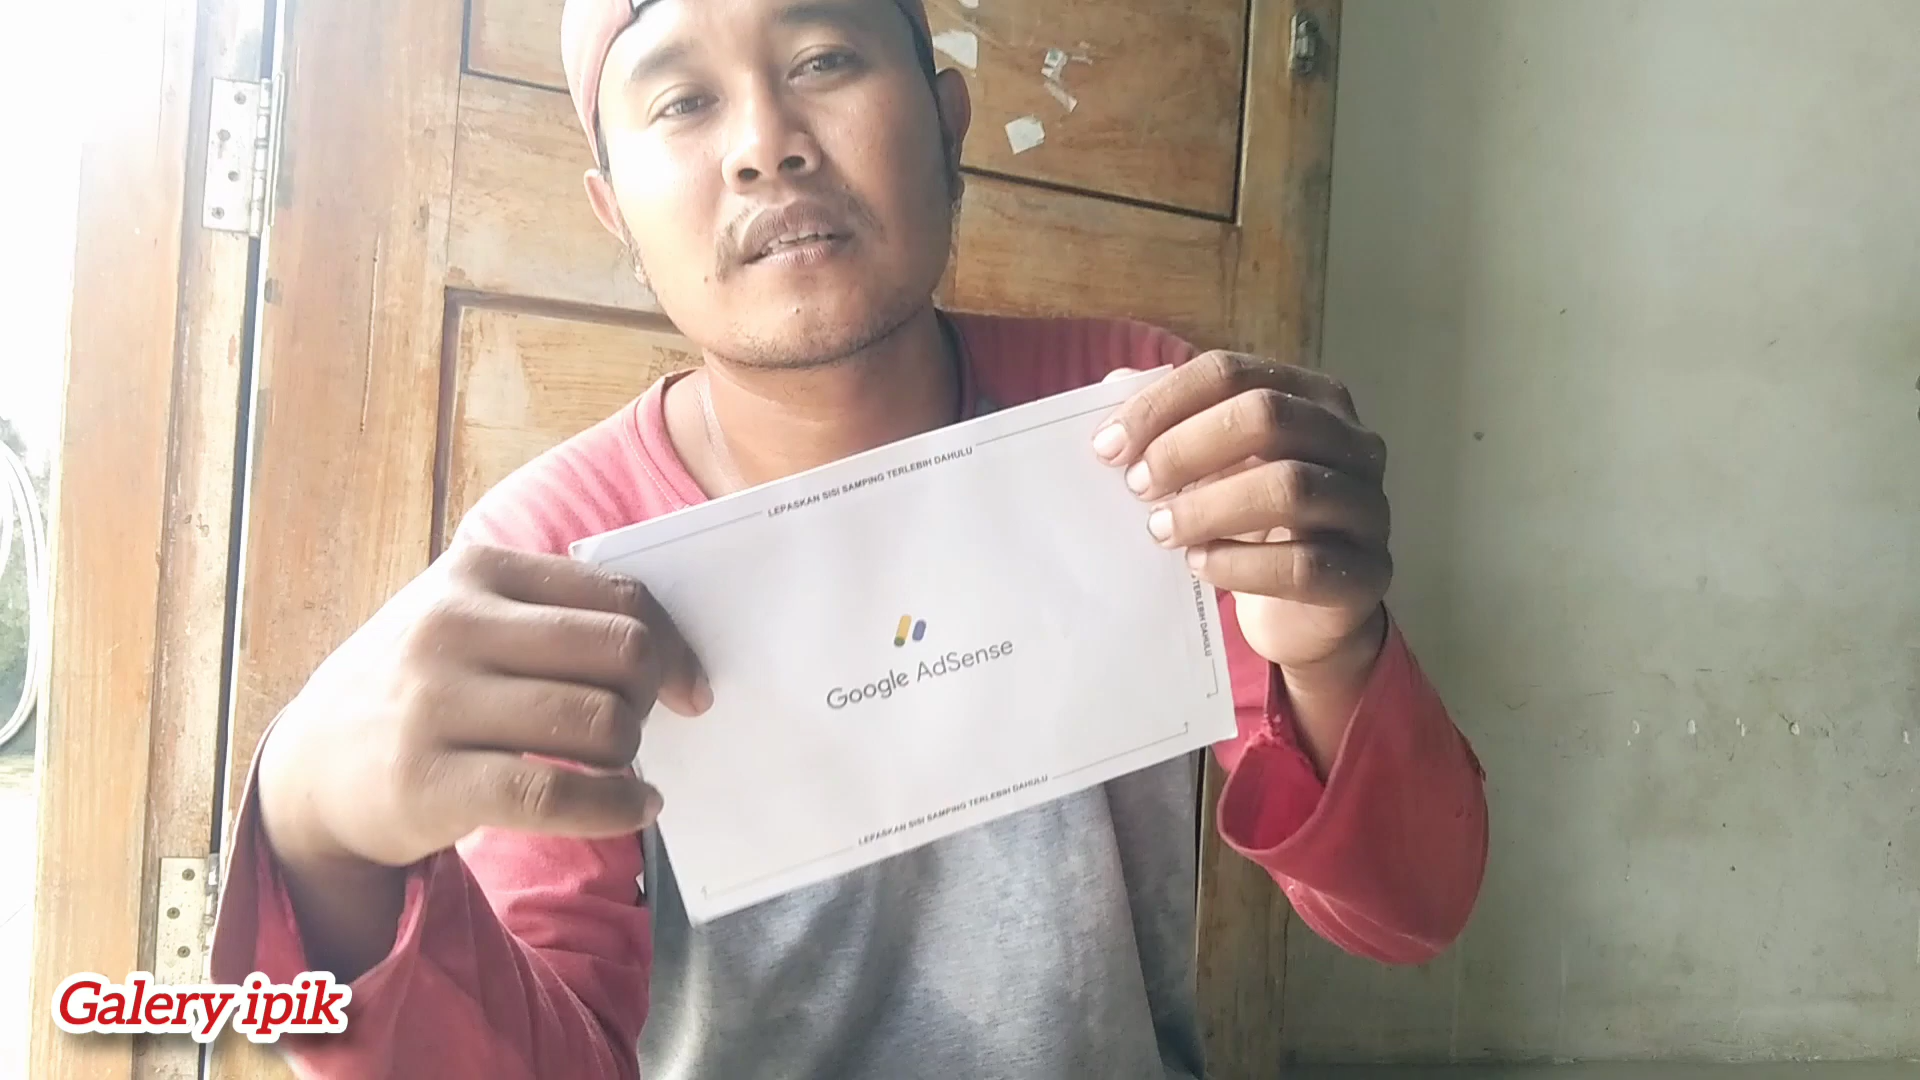 LEPASKAN SISI SAMPING TERLEBIH DAHULU
TERLEBIH DAHULU
Google AdSense
LEPASKAN SISI SAMPING TERLEBIH DAHULU
Galery ipik